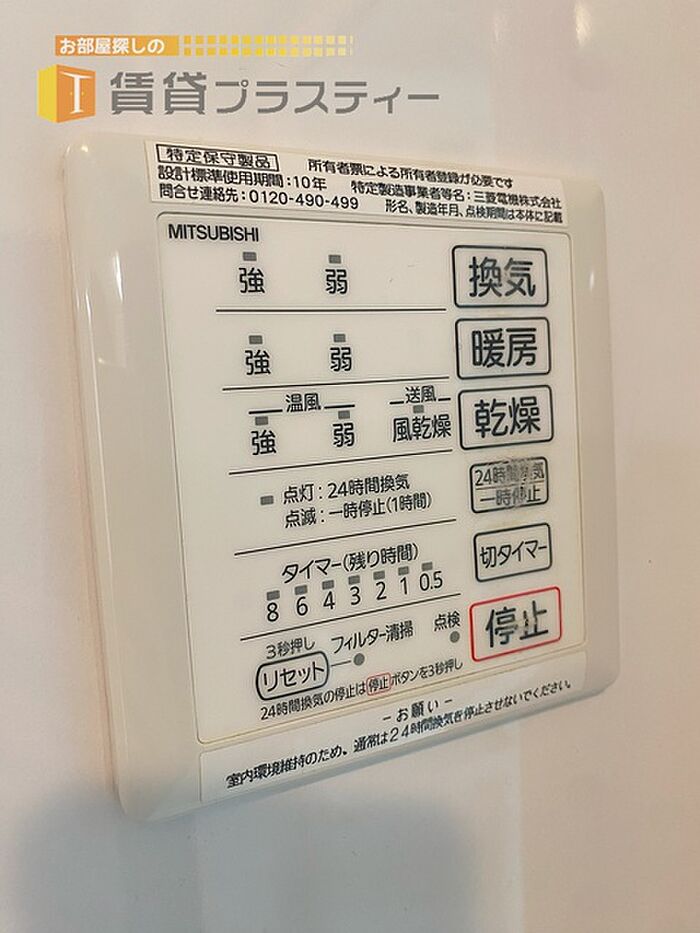 お部屋探しの
賃貸プラスティー
特定保守製品 所有者票による所有者登録が必要です
設計標準使用期間：10年 特定製造事業者等名：三菱電機株式会社
問合せ連絡先：0120-490-499 形名、製造年月、点検期間は本体に記載
MITSUBISHI
強 弱 換気
強 弱 暖房
温風 送風
強 弱 風乾燥 乾燥
点灯：24時間換気
点滅：一時停止(1時間)
24時間換気
一時停止
タイマー(残り時間) 切タイマー
8 6 4 3 2 1 0.5
3秒押し
リセット フィルター清掃 点検 停止
24時間換気の停止は停止ボタンを3秒押し
－お願い－
室内環境維持のため、通常は24時間換気を停止させないでください。